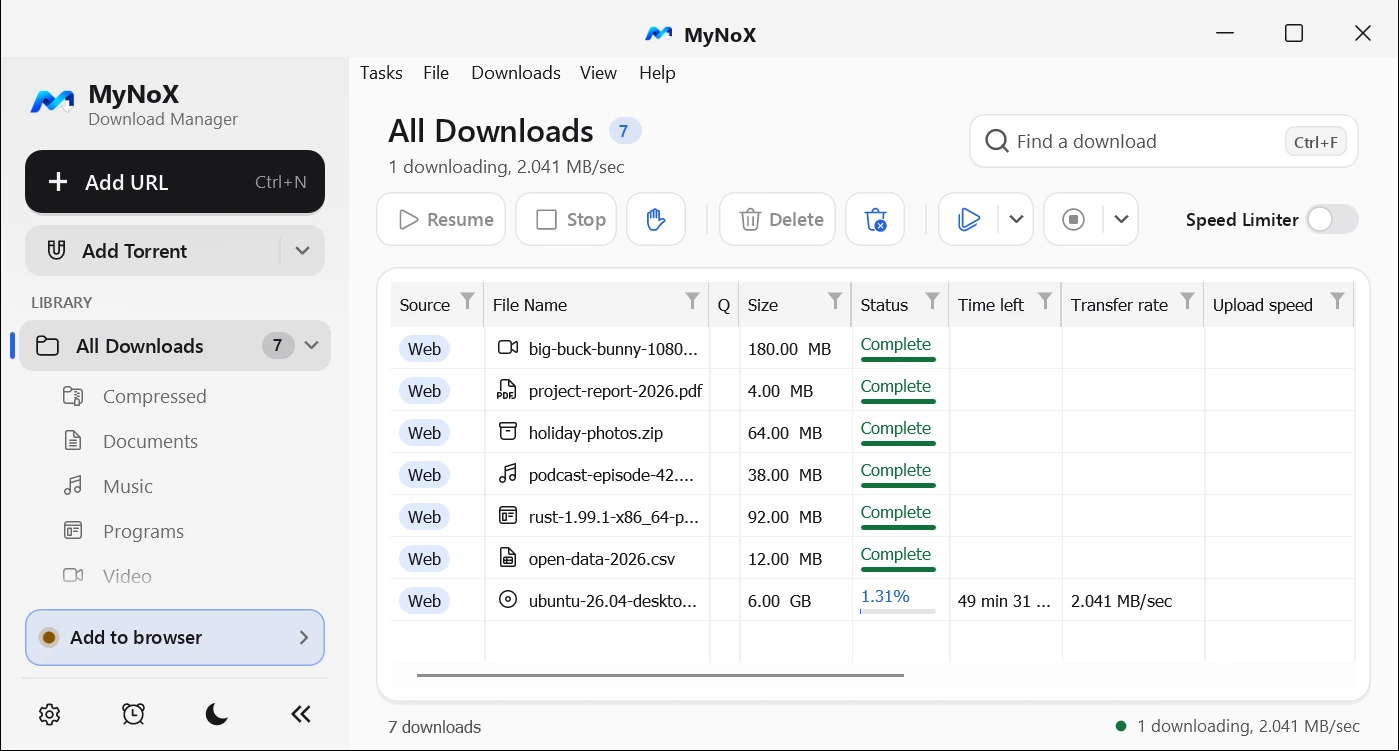 MyNoX
MyNoX
Download Manager
Add URL Ctrl+N
Add Torrent
LIBRARY
All Downloads 7
Compressed
Documents
Music
Programs
Video
Add to browser
Tasks File Downloads View Help
All Downloads 7
1 downloading, 2.041 MB/sec
Find a download Ctrl+F
Resume Stop Delete Speed Limiter
Source File Name Q Size Status Time left Transfer rate Upload speed
Web big-buck-bunny-1080... 180.00 MB Complete
Web PDF project-report-2026.pdf 4.00 MB Complete
Web holiday-photos.zip 64.00 MB Complete
Web podcast-episode-42.... 38.00 MB Complete
Web rust-1.99.1-x86_64-p... 92.00 MB Complete
Web open-data-2026.csv 12.00 MB Complete
Web ubuntu-26.04-deskto... 6.00 GB 1.31% 49 min 31 ... 2.041 MB/sec
7 downloads
1 downloading, 2.041 MB/sec